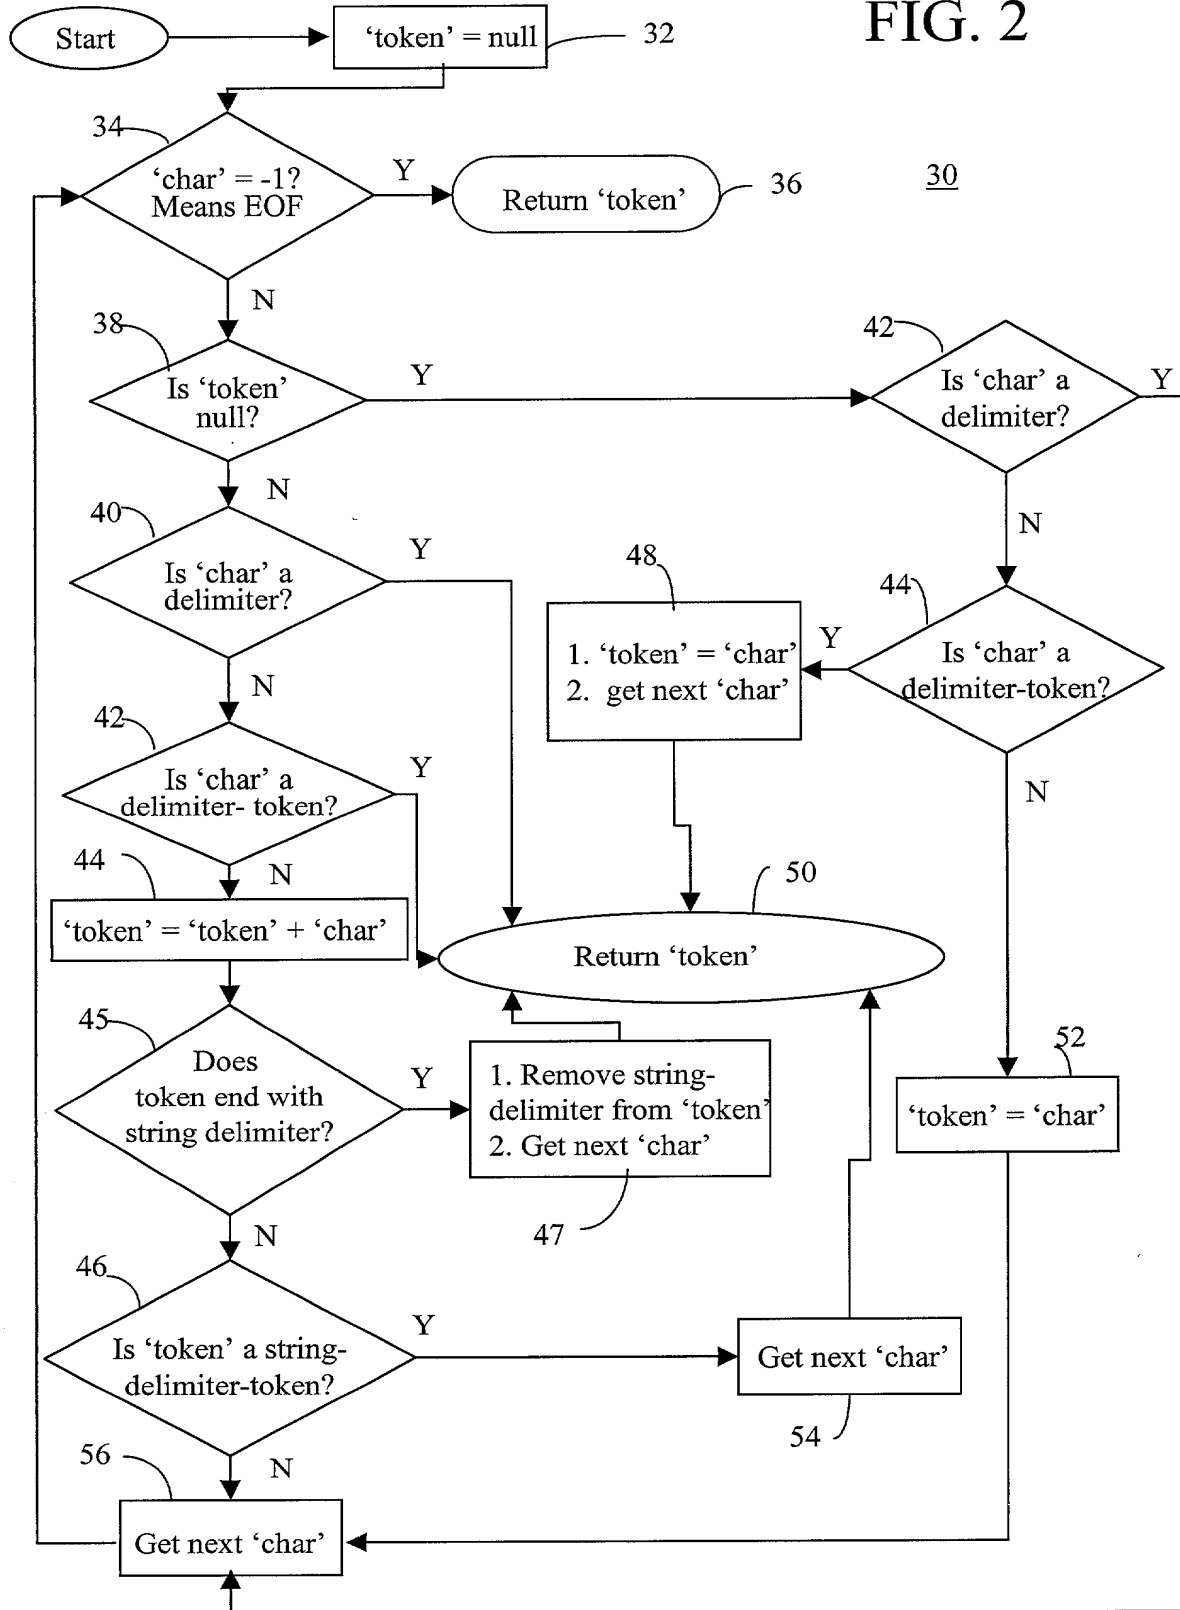 FIG. 2
Start
'token' = null
32
34
'char' = -1?
Means EOF
Y
Return 'token'
36
30
N
38
Is 'token'
null?
Y
42
Is 'char' a
delimiter?
Y
N
N
40
Is 'char' a
delimiter?
Y
48
1. 'token' = 'char'
2. get next 'char'
Y
44
Is 'char' a
delimiter-token?
N
42
Is 'char' a
delimiter- token?
Y
N
N
44
'token' = 'token' + 'char'
50
Return 'token'
45
Does
token end with
string delimiter?
Y
1. Remove string-
delimiter from 'token'
2. Get next 'char'
47
52
'token' = 'char'
N
46
Is 'token' a string-
delimiter-token?
Y
Get next 'char'
54
N
56
Get next 'char'